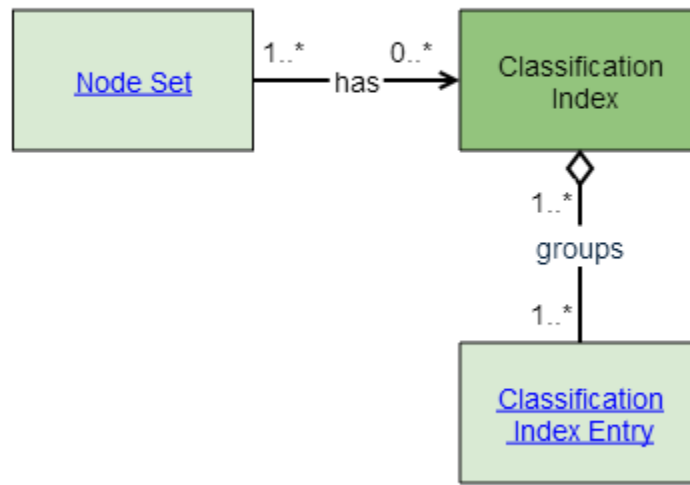 1..*
0..*
Node Set
has
Classification
Index
1..*
groups
1..*
Classification
Index Entry